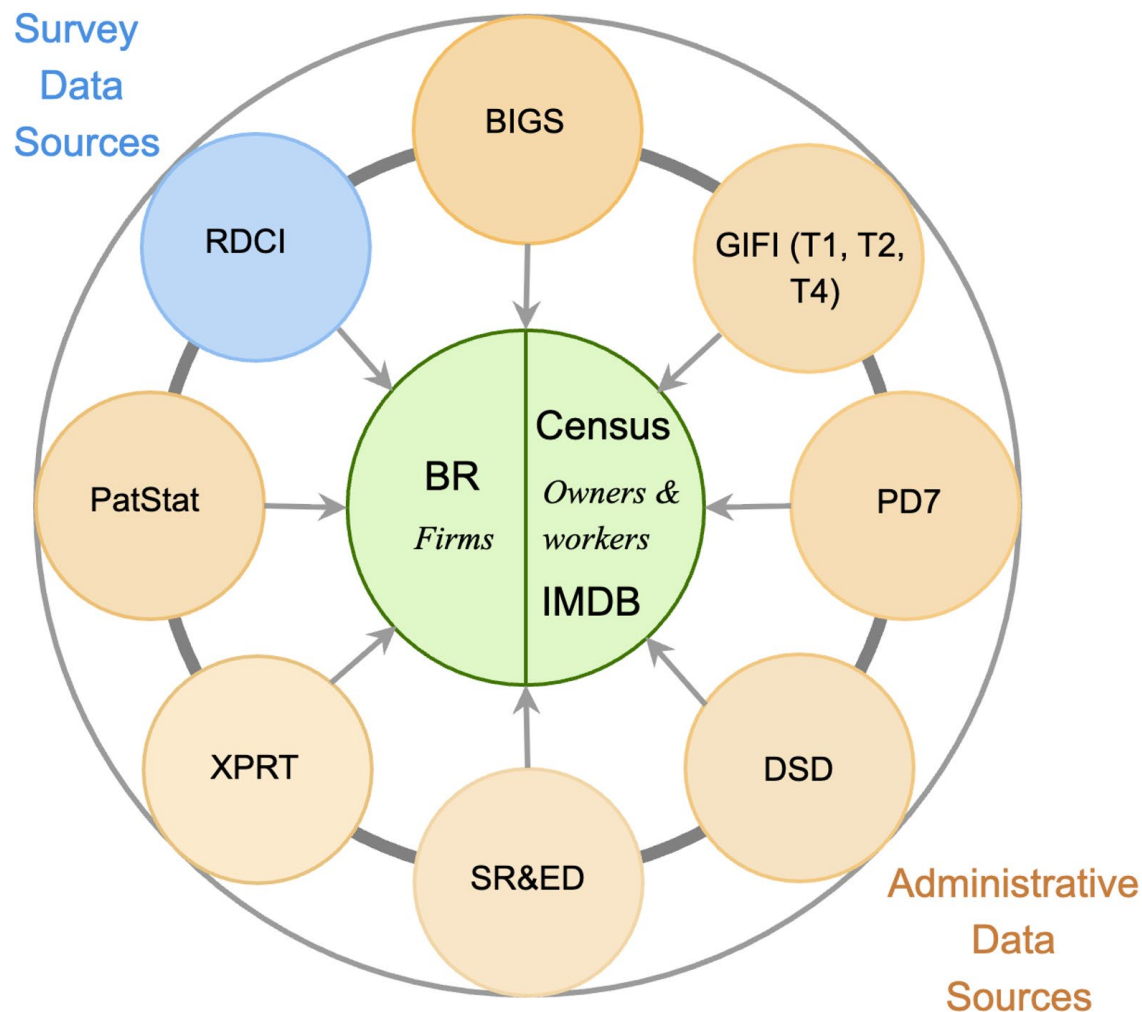 Survey
Data
Sources
BIGS
RDCI
GIFI (T1, T2,
T4)
Census
BR
Owners &
workers
Firms
IMDB
PatStat
PD7
XPRT
DSD
SR&ED
Administrative
Data
Sources